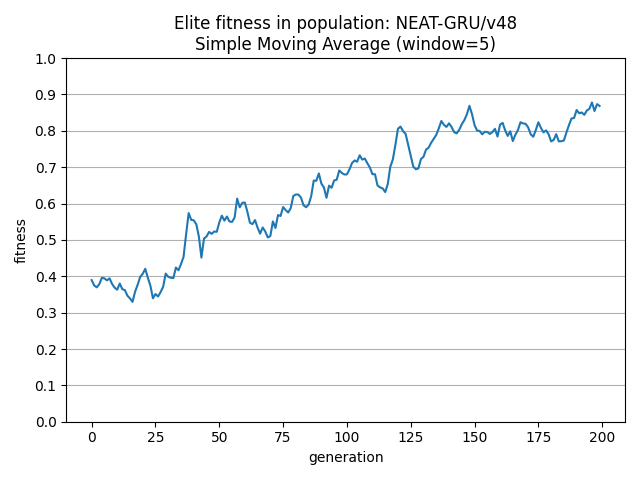 Elite fitness in population: NEAT-GRU/v48
Simple Moving Average (window=5)
1.0
0.9
0.8
0.7
0.6
0.5
0.4
0.3
0.2
0.1
0.0
fitness
0 25 50 75 100 125 150 175 200
generation